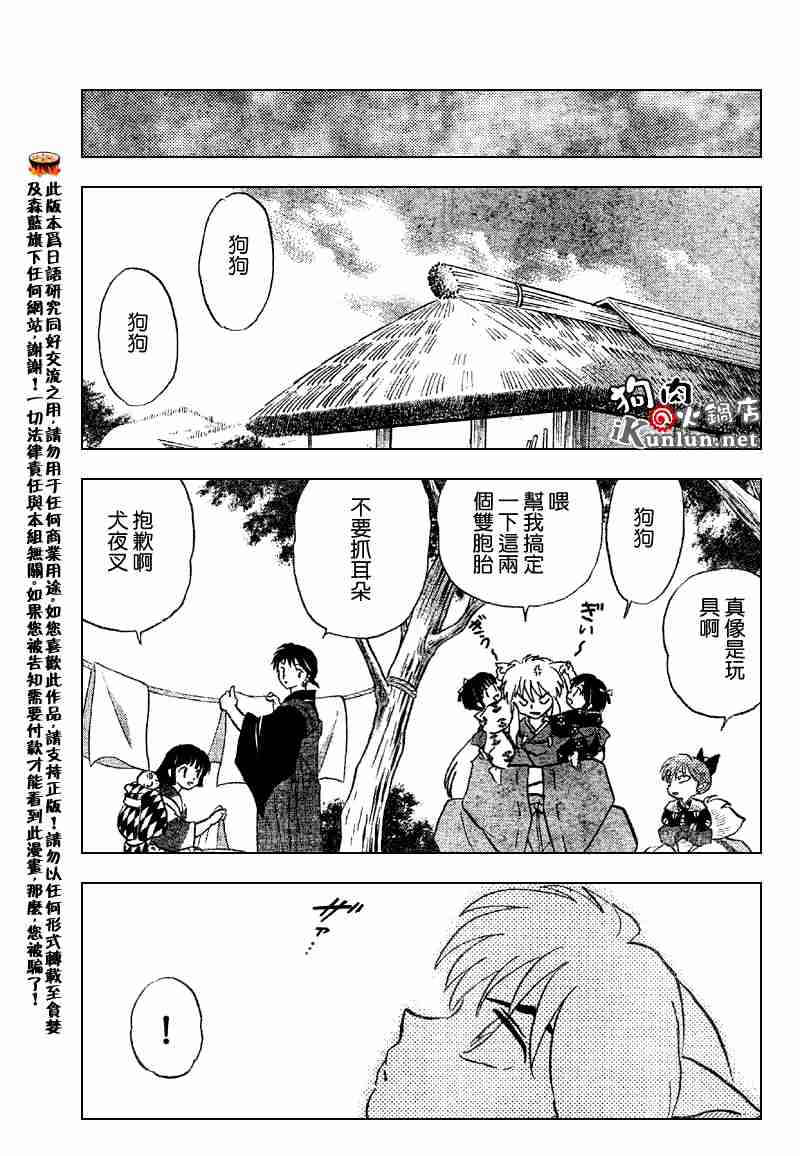 狗
狗
狗
狗
狗肉
@火鍋店
iKunlun.net
真像是玩
具啊
狗
狗
喂
幫我搞定
一下這兩
個雙胞胎
ぎぃ〜
ぎぅ〜
不要抓耳朵
抱歉啊
犬夜叉
ザァ…
！
此版本爲日語研究同好交流之用，請勿用于任何商業用途。如您喜歡此作品，請支持正版！請勿以任何形式轉載至貪婪
及森藍旗下任何網站，謝謝！一切法律責任與本組無關。如果您被告知需要付款才能看到此漫畫，那麼，您被騙了！